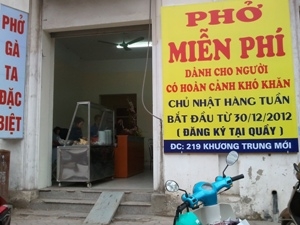 PHỞ
GÀ
TA
ĐẶC
BIỆT
PHỞ
MIỄN PHÍ
DÀNH CHO NGƯỜI
CÓ HOÀN CẢNH KHÓ KHĂN
CHỦ NHẬT HÀNG TUẦN
BẮT ĐẦU TỪ 30/12/2012
( ĐĂNG KÝ TẠI QUẦY )
ĐC: 219 KHƯƠNG TRUNG MỚI